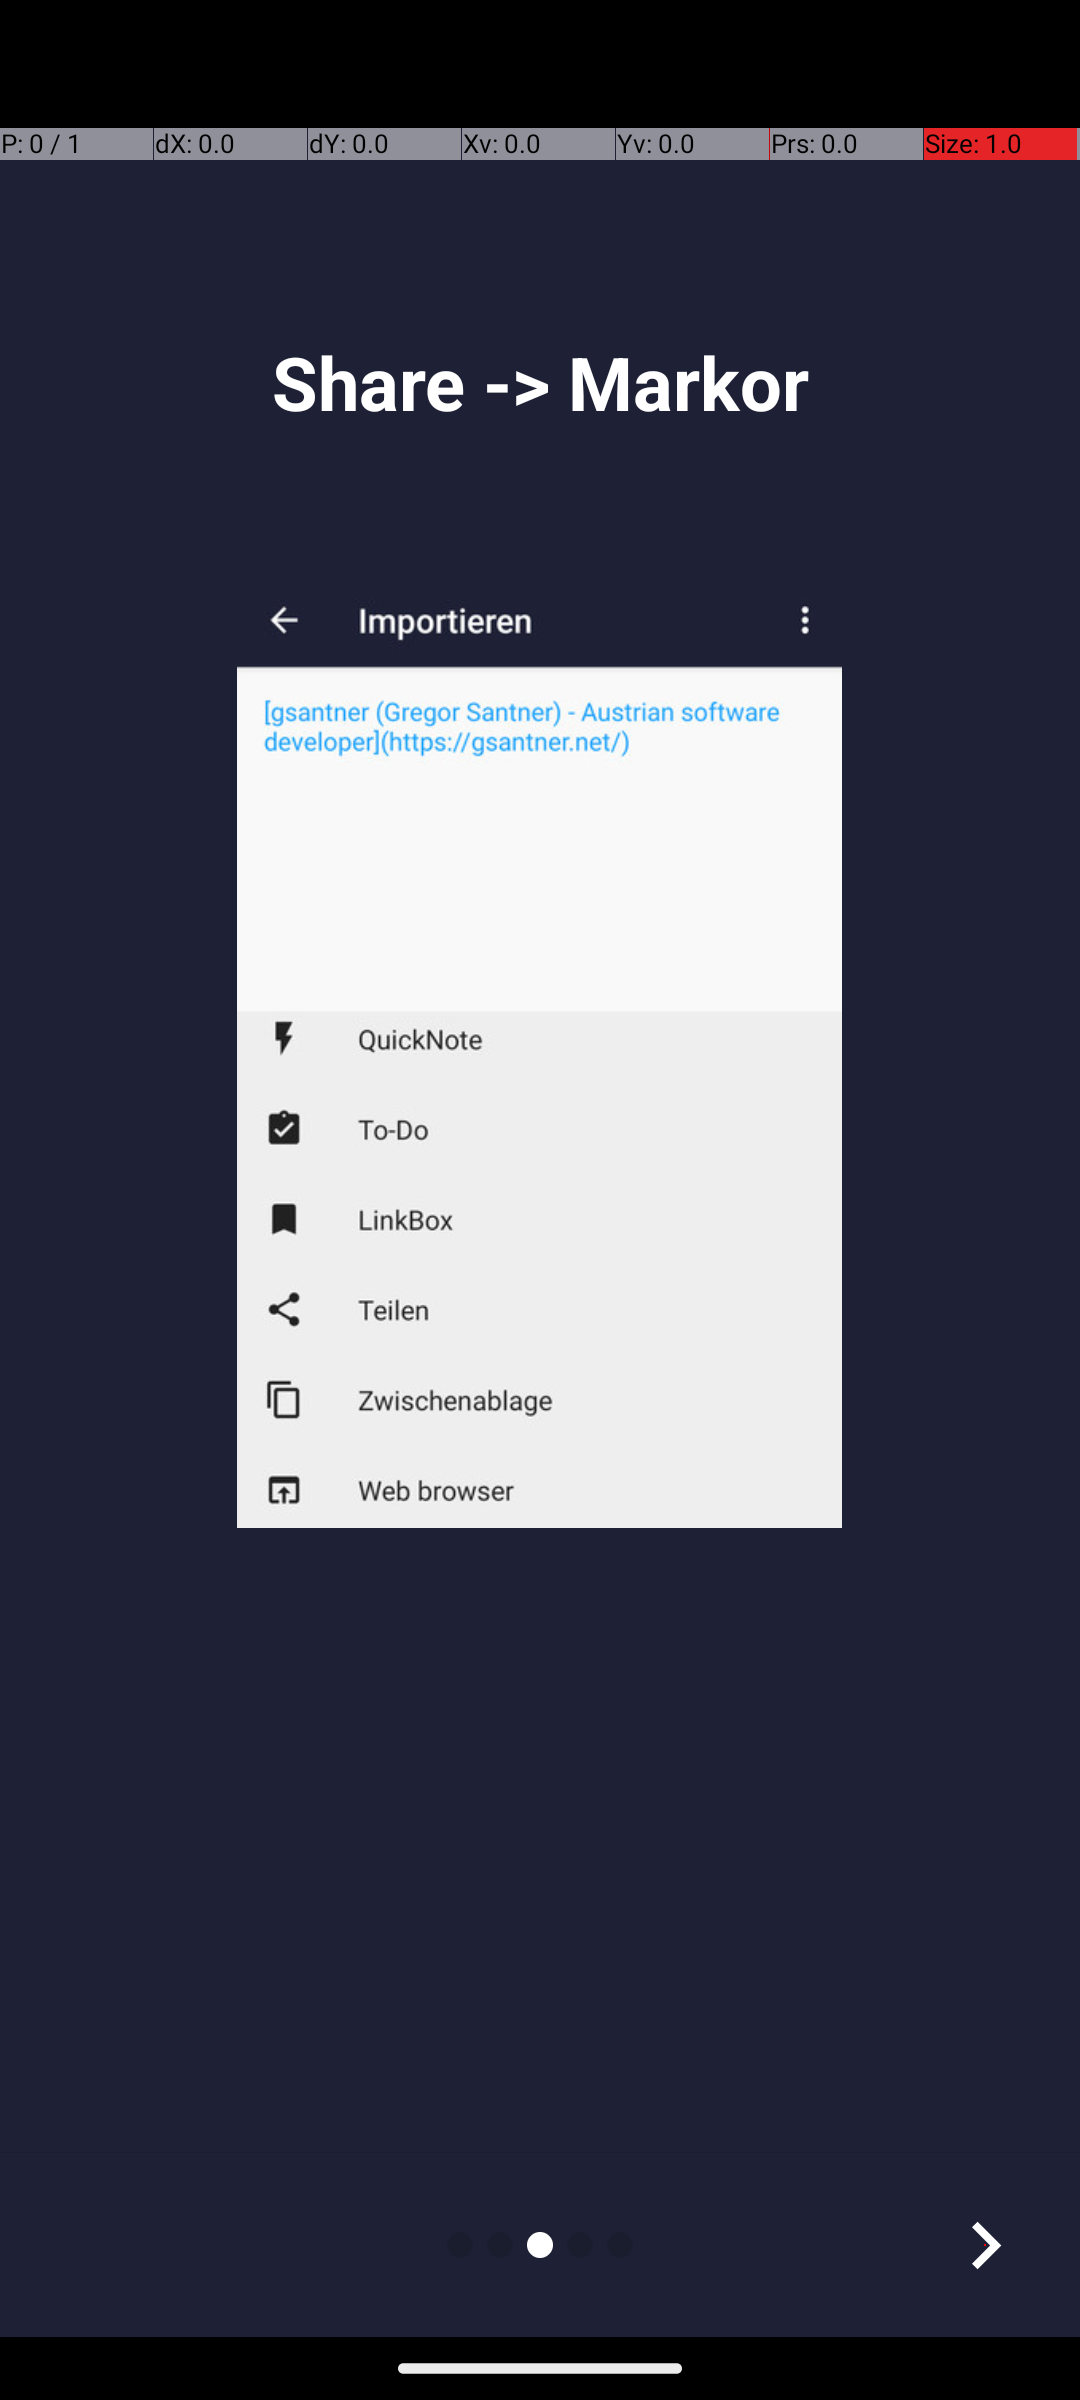 P: 0 / 1 dX: 0.0 dY: 0.0 Xv: 0.0 Yv: 0.0 Prs: 0.0 Size: 1.0
Share -> Markor
Importieren
[gsantner (Gregor Santner) - Austrian software
developer](https://gsantner.net/)
QuickNote
To-Do
LinkBox
Teilen
Zwischenablage
Web browser